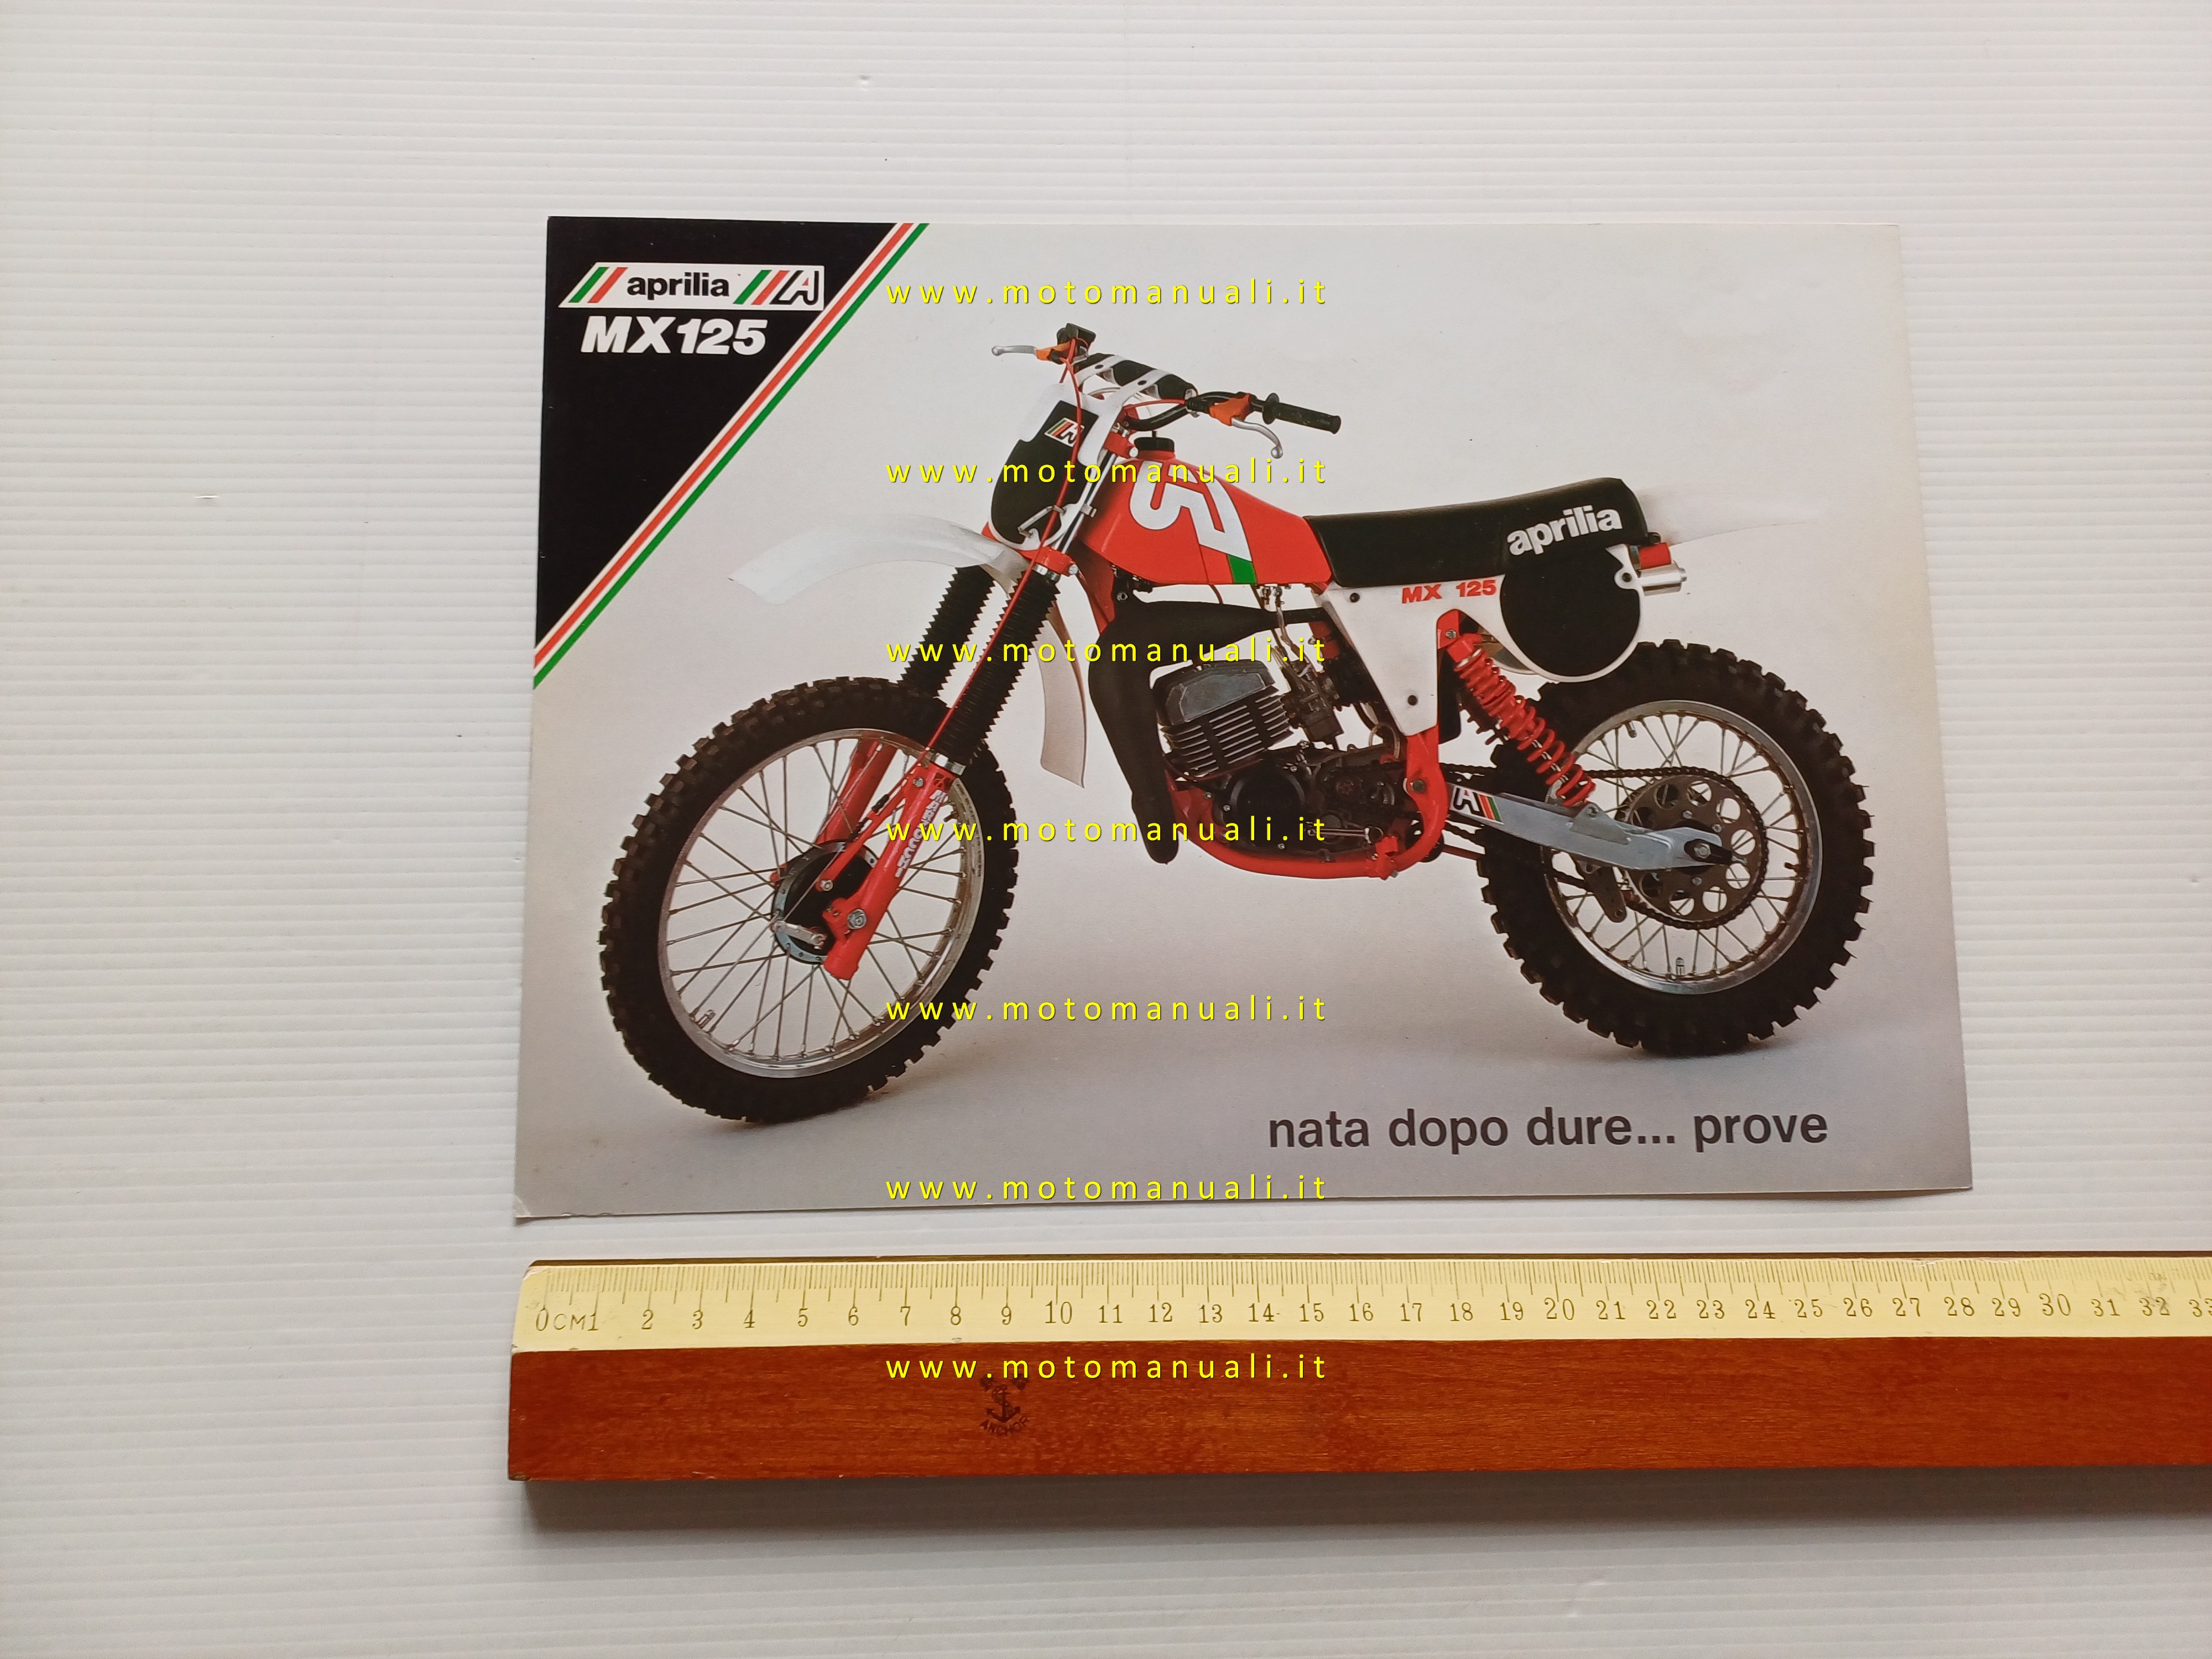 aprilia A
MX125
www.motomanuali.it
A
www.motomanuali.it
aprilia
MX 125
www.motomanuali.it
A
www.motomanuali.it
www.motomanuali.it
nata dopo dure... prove
www.motomanuali.it
0CM1 2 3 4 5 6 7 8 9 10 11 12 13 14 15 16 17 18 19 20 21 22 23 24 25 26 27 28 29 30 31 32 33
www.motomanuali.it
ANCHOR